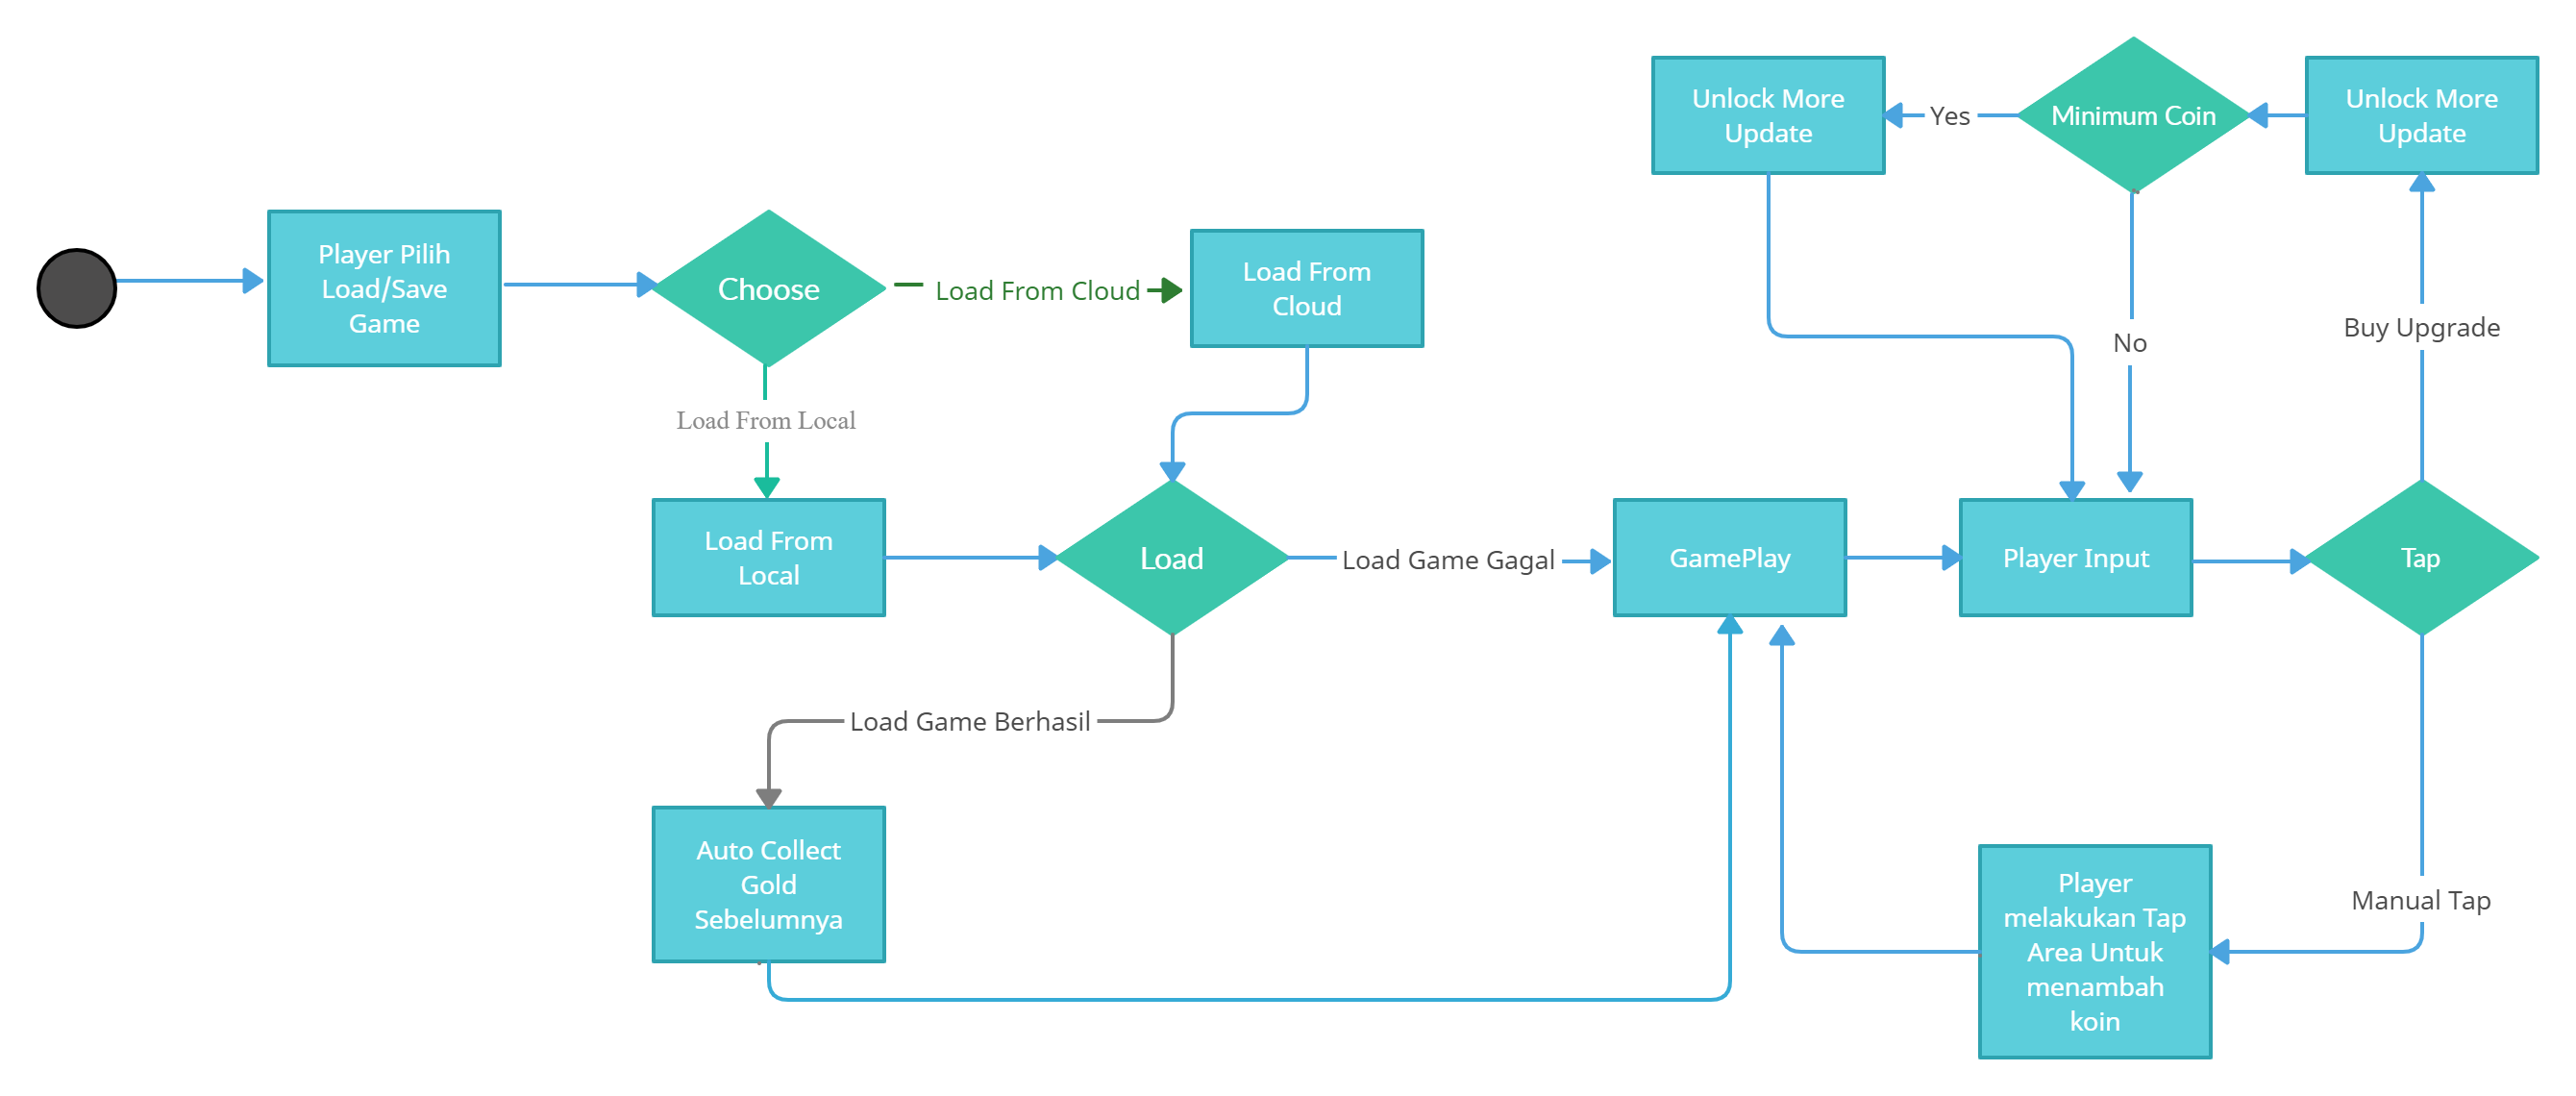 Player Pilih
Load/Save
Game
Choose
Load From Cloud
Load From
Cloud
Load From Local
Load From
Local
Load
Load Game Gagal
Load Game Berhasil
Auto Collect
Gold
Sebelumnya
GamePlay
Player Input
Tap
Buy Upgrade
Unlock More
Update
Minimum Coin
Yes
Unlock More
Update
No
Manual Tap
Player
melakukan Tap
Area Untuk
menambah
koin